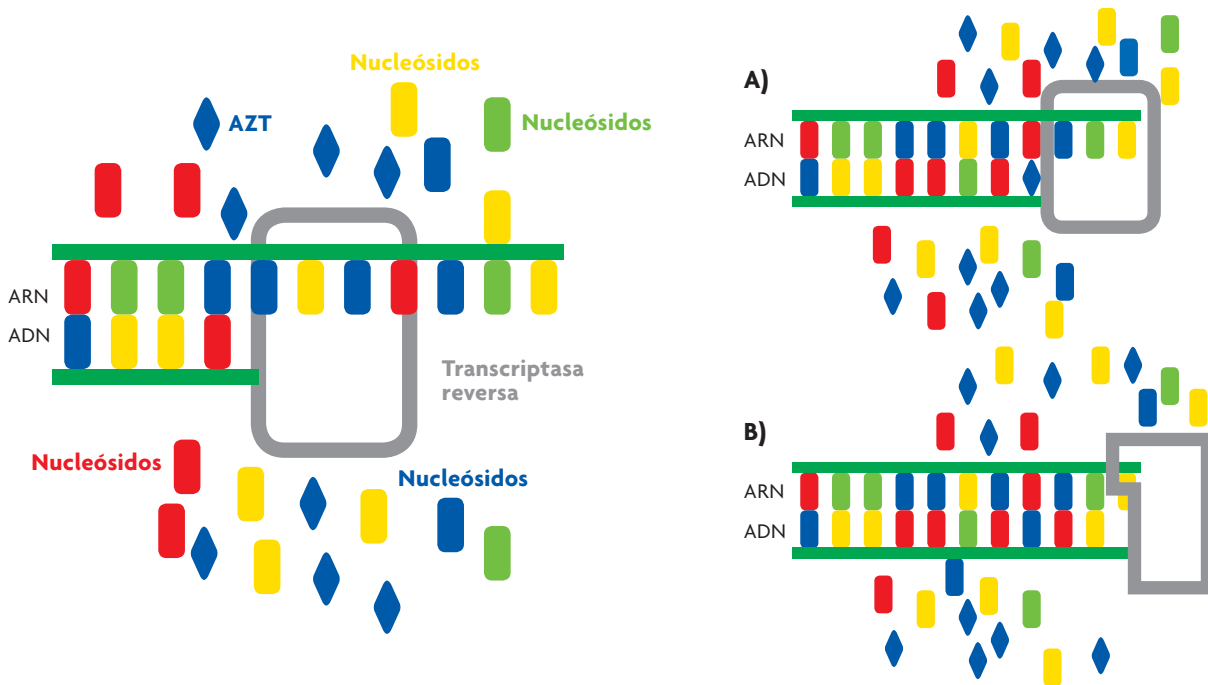 Nucleósidos
AZT
Nucleósidos
ARN
ADN
Transcriptasa
reversa
Nucleósidos
Nucleósidos
A)
ARN
ADN
B)
ARN
ADN